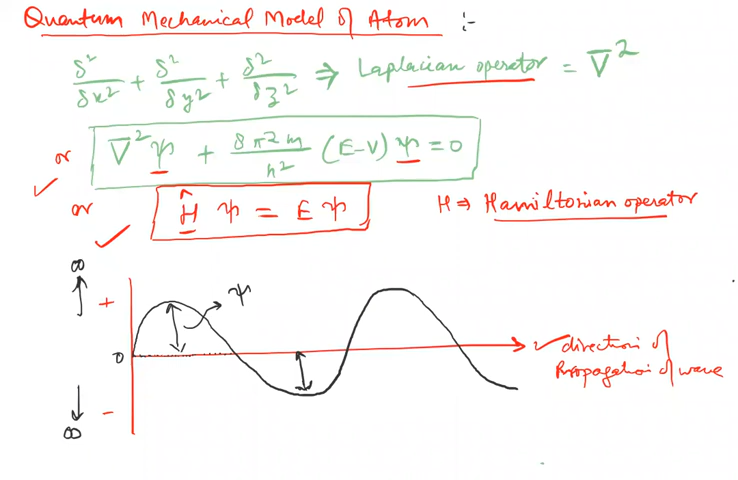 Quantum Mechanical Model of Atom :-
δ²/δx² + δ²/δy² + δ²/δz² ⇒ Laplacian operator = ∇̅²
or ∇̅²ψ + 8π²m/h² (E-V) ψ = 0
or Ĥ ψ = E ψ H ⇒ Hamiltonian operator
∞
+ ψ
0 direction of
Propagation of wave
-
∞